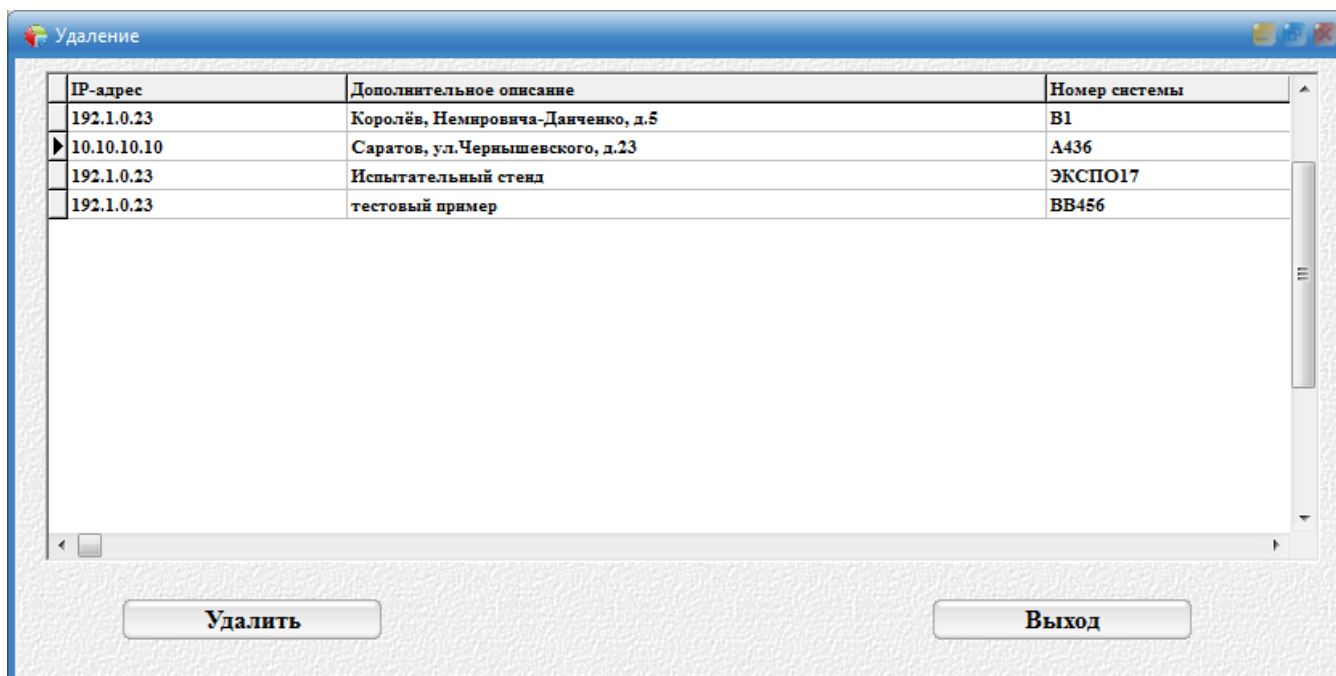 Удаление
IP-адрес Дополнительное описание Номер системы
192.1.0.23 Королёв, Немировича-Данченко, д.5 B1
10.10.10.10 Саратов, ул.Чернышевского, д.23 A436
192.1.0.23 Испытательный стенд ЭКСПО17
192.1.0.23 тестовый пример BB456
Удалить Выход